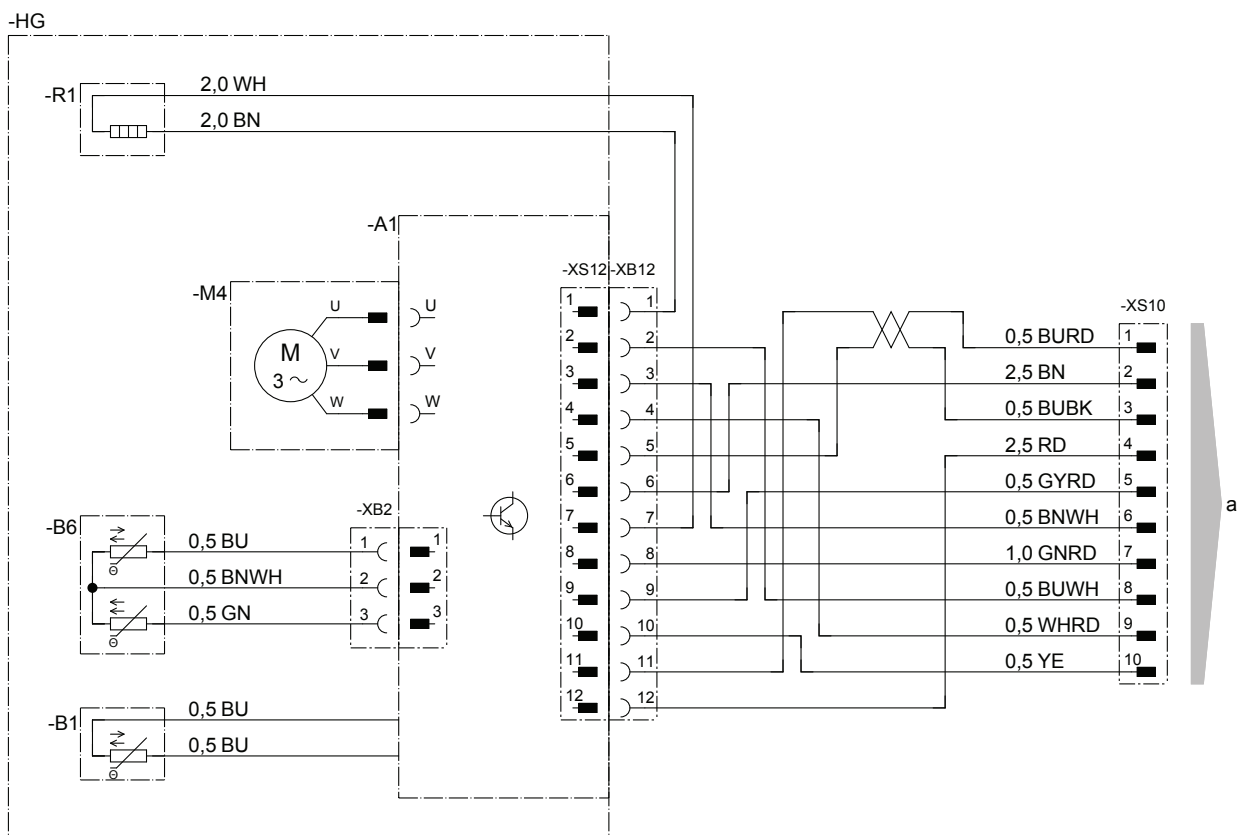 -HG
-R1
2,0 WH
2,0 BN
-A1
-M4
U
V
W
M
3 ~
U
V
W
-XS12
1
2
3
4
5
6
7
8
9
10
11
12
-XB12
1
2
3
4
5
6
7
8
9
10
11
12
-XS10
0,5 BURD
1
2,5 BN
2
0,5 BUBK
3
2,5 RD
4
0,5 GYRD
5
0,5 BNWH
6
1,0 GNRD
7
0,5 BUWH
8
0,5 WHRD
9
0,5 YE
10
a
-B6
Θ
Θ
0,5 BU
0,5 BNWH
0,5 GN
-XB2
1
2
3
1
2
3
-B1
Θ
0,5 BU
0,5 BU